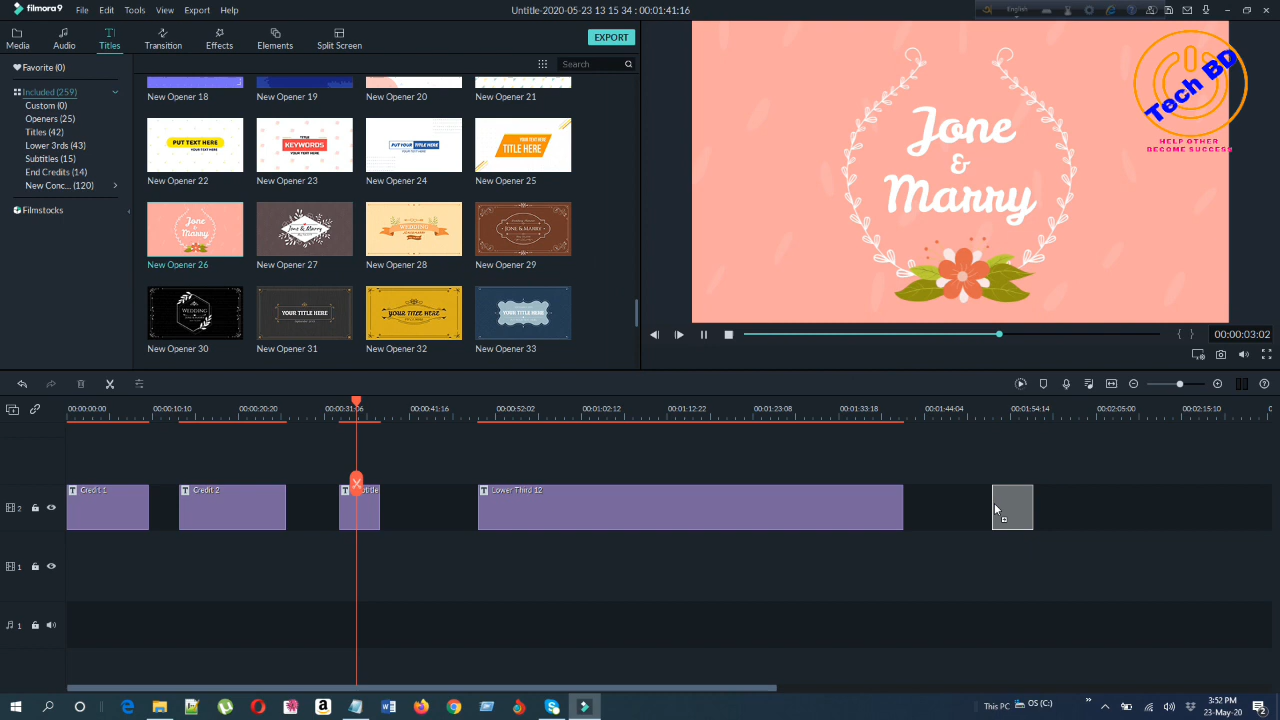 filmora9 File Edit Tools View Export Help Untitle-2020-05-23 13 15 34 : 00:01:41:16 English
Media Audio Titles Transition Effects Elements Split Screen EXPORT
Favorite (0)
Included (259)
Custom (0)
Openers (25)
Titles (42)
Lower 3rds (43)
Subtitles (15)
End Credits (14)
New Conc... (120)
Filmstocks
Search
New Opener 18 New Opener 19 New Opener 20 New Opener 21
PUT TEXT HERE
YOUR TEXT HERE
TITLE
KEYWORDS
PUT YOUR TITLE HERE
TITLE HERE
New Opener 22 New Opener 23 New Opener 24 New Opener 25
Jone
&
Marry
Jone & Marry
WEDDING
JONE & MARRY
New Opener 26 New Opener 27 New Opener 28 New Opener 29
WEDDING
YOUR TITLE HERE
YOUR TITLE HERE
YOUR TITLE HERE
New Opener 30 New Opener 31 New Opener 32 New Opener 33
Jone
&
Marry
Tech BD
HELP OTHER
BECOME SUCCESS
00:00:03:02
00:00:00:00 00:00:10:10 00:00:20:20 00:00:31:06 00:00:41:16 00:00:52:02 00:01:02:12 00:01:12:22 00:01:23:08 00:01:33:18 00:01:44:04 00:01:54:14 00:02:05:00 00:02:15:10
2 T Credit 1 T Credit 2 T T Lower Third 12
1
1
This PC OS (C:) 3:52 PM
23-May-20
2